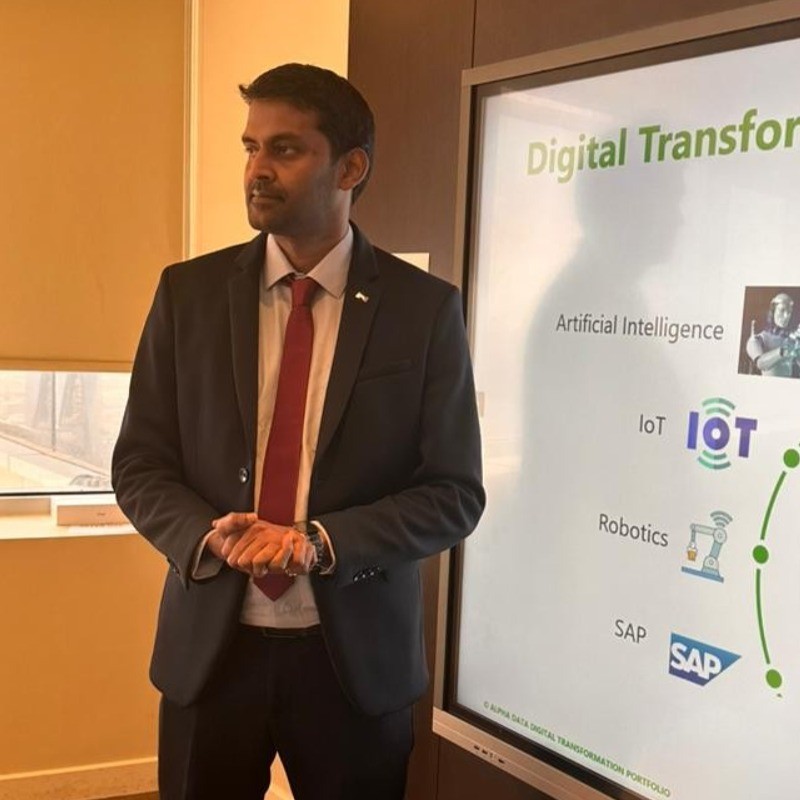 Digital Transfor
Artificial Intelligence
IoT
IOT
Robotics
SAP
SAP
© ALPHA DATA DIGITAL TRANSFORMATION PORTFOLIO